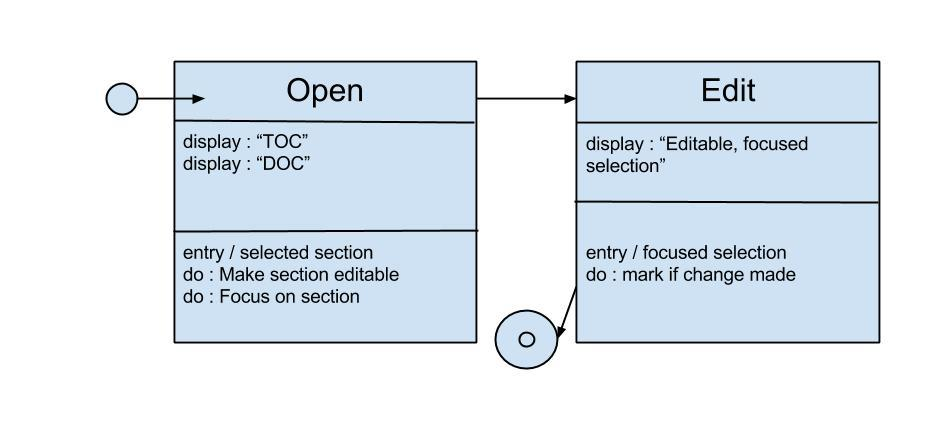 Open
display : “TOC”
display : “DOC”
entry / selected section
do : Make section editable
do : Focus on section
Edit
display : “Editable, focused
selection”
entry / focused selection
do : mark if change made